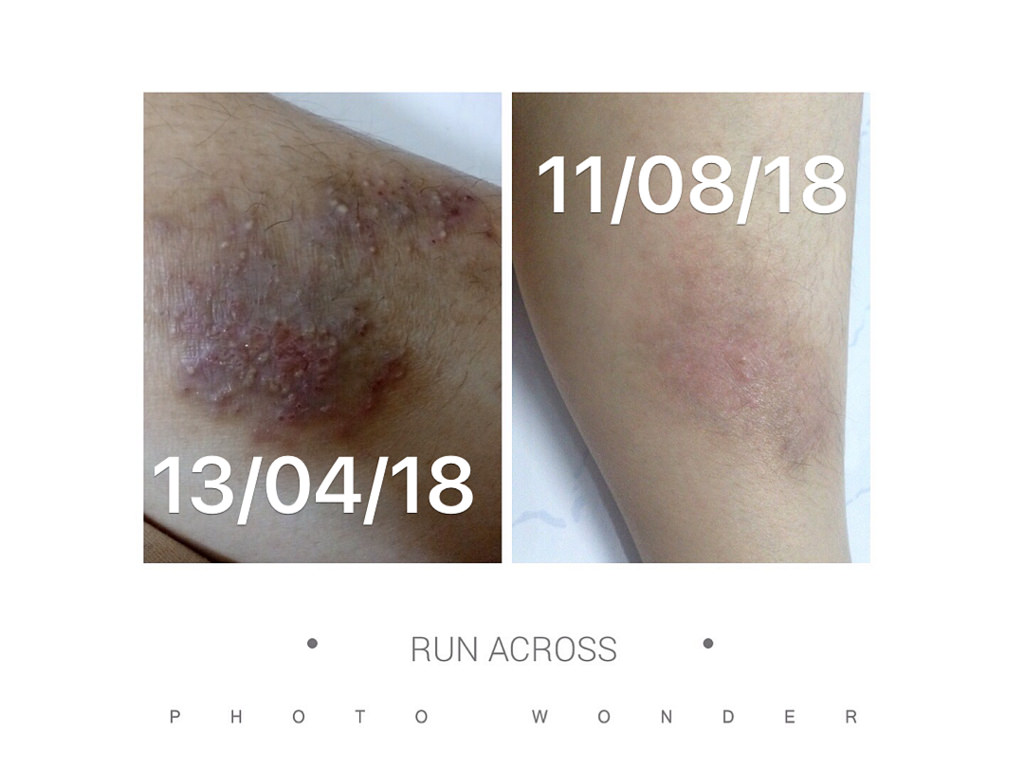 13/04/18
11/08/18
RUN ACROSS
PHOTO WONDER